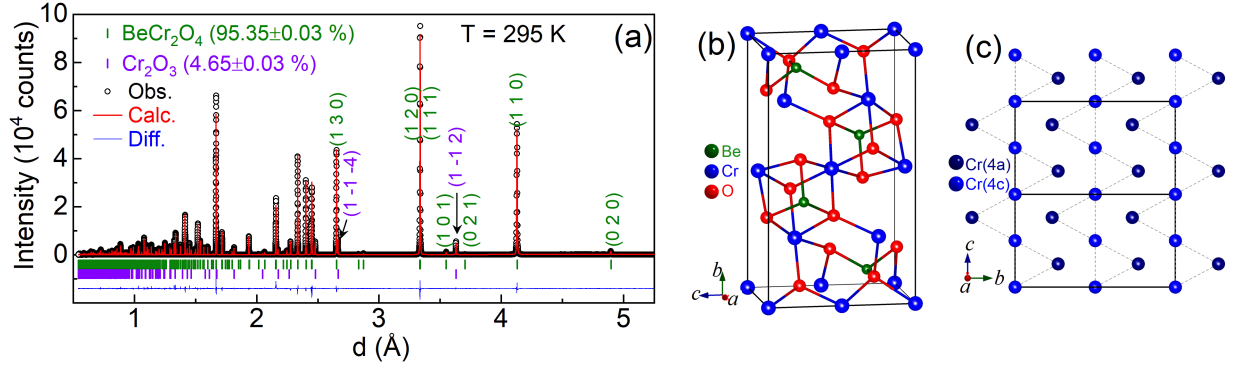 BeCr₂O₄ (95.35±0.03 %)
Cr₂O₃ (4.65±0.03 %)
Obs.
Calc.
Diff.
T = 295 K
(a)
Intensity (10⁴ counts)
10
8
6
4
2
0
(1 3 0)
(1 -1 -4)
(1 2 0)
(1 1 1)
(1 0 1)
(1 -1 2)
(0 2 1)
(1 1 0)
(0 2 0)
1
2
3
4
5
d (Å)
(b)
Be
Cr
O
b
c
a
(c)
Cr(4a)
Cr(4c)
c
a
b